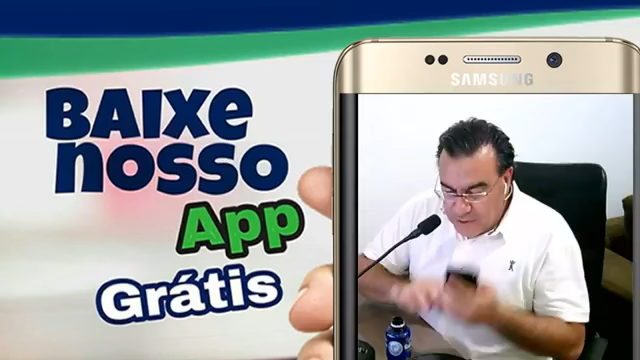 BAIXE
NOSSO
App
Grátis
SAMSUNG